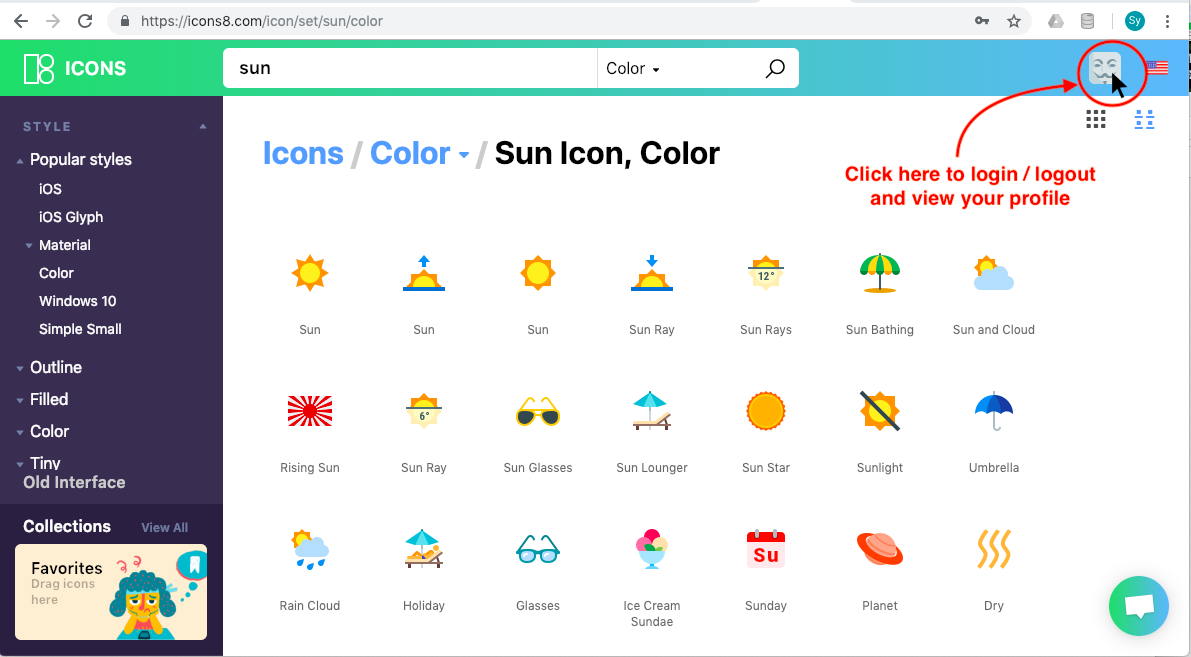 https://icons8.com/icon/set/sun/color
Sy
ICONS
sun
Color
Click here to login / logout
and view your profile
STYLE
Popular styles
iOS
iOS Glyph
Material
Color
Windows 10
Simple Small
Outline
Filled
Color
Tiny
Old Interface
Collections View All
Favorites
Drag icons
here
Icons / Color / Sun Icon, Color
12°
Sun Sun Sun Sun Ray Sun Rays Sun Bathing Sun and Cloud
6°
Rising Sun Sun Ray Sun Glasses Sun Lounger Sun Star Sunlight Umbrella
Su
Rain Cloud Holiday Glasses Ice Cream Sunday Planet Dry
Sundae